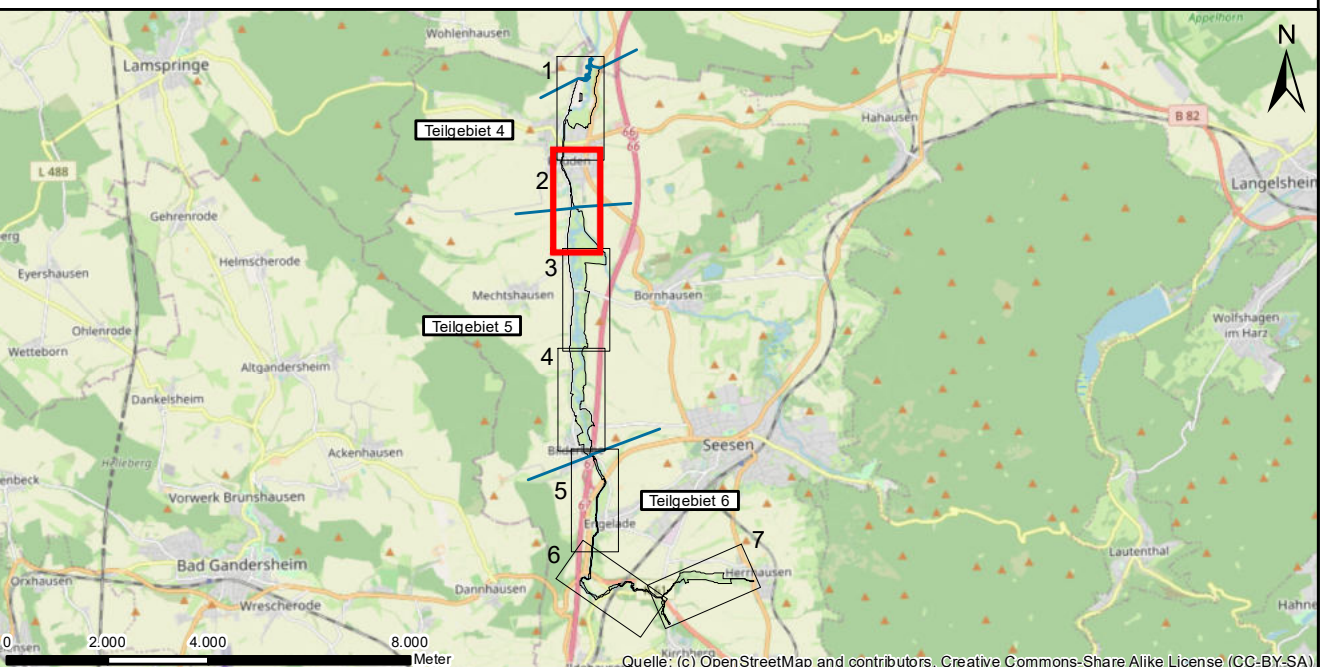 Appelhorn
Wohlenhausen
N
Lamspringe
1
Hahausen
B 82
66
66
Teilgebiet 4
L 488
2
Langelsheim
Gehrenrode
Helmscherode
3
Eyershausen
Mechtshausen
Bornhausen
Wolfshagen
im Harz
Ohlenrode
Teilgebiet 5
Wetteborn
4
Altgandersheim
Dankelsheim
Seesen
Ackenhausen
Helleberg
Vorwerk Brunshausen
5
Teilgebiet 6
67
Engelade
6
7
Lautenthal
Bad Gandersheim
Herrhausen
Orxhausen
Dannhausen
Wrescherode
0
2.000
4.000
8.000
Meter
Kirchberg
Quelle: (c) OpenStreetMap and contributors, Creative Commons-Share Alike License (CC-BY-SA)